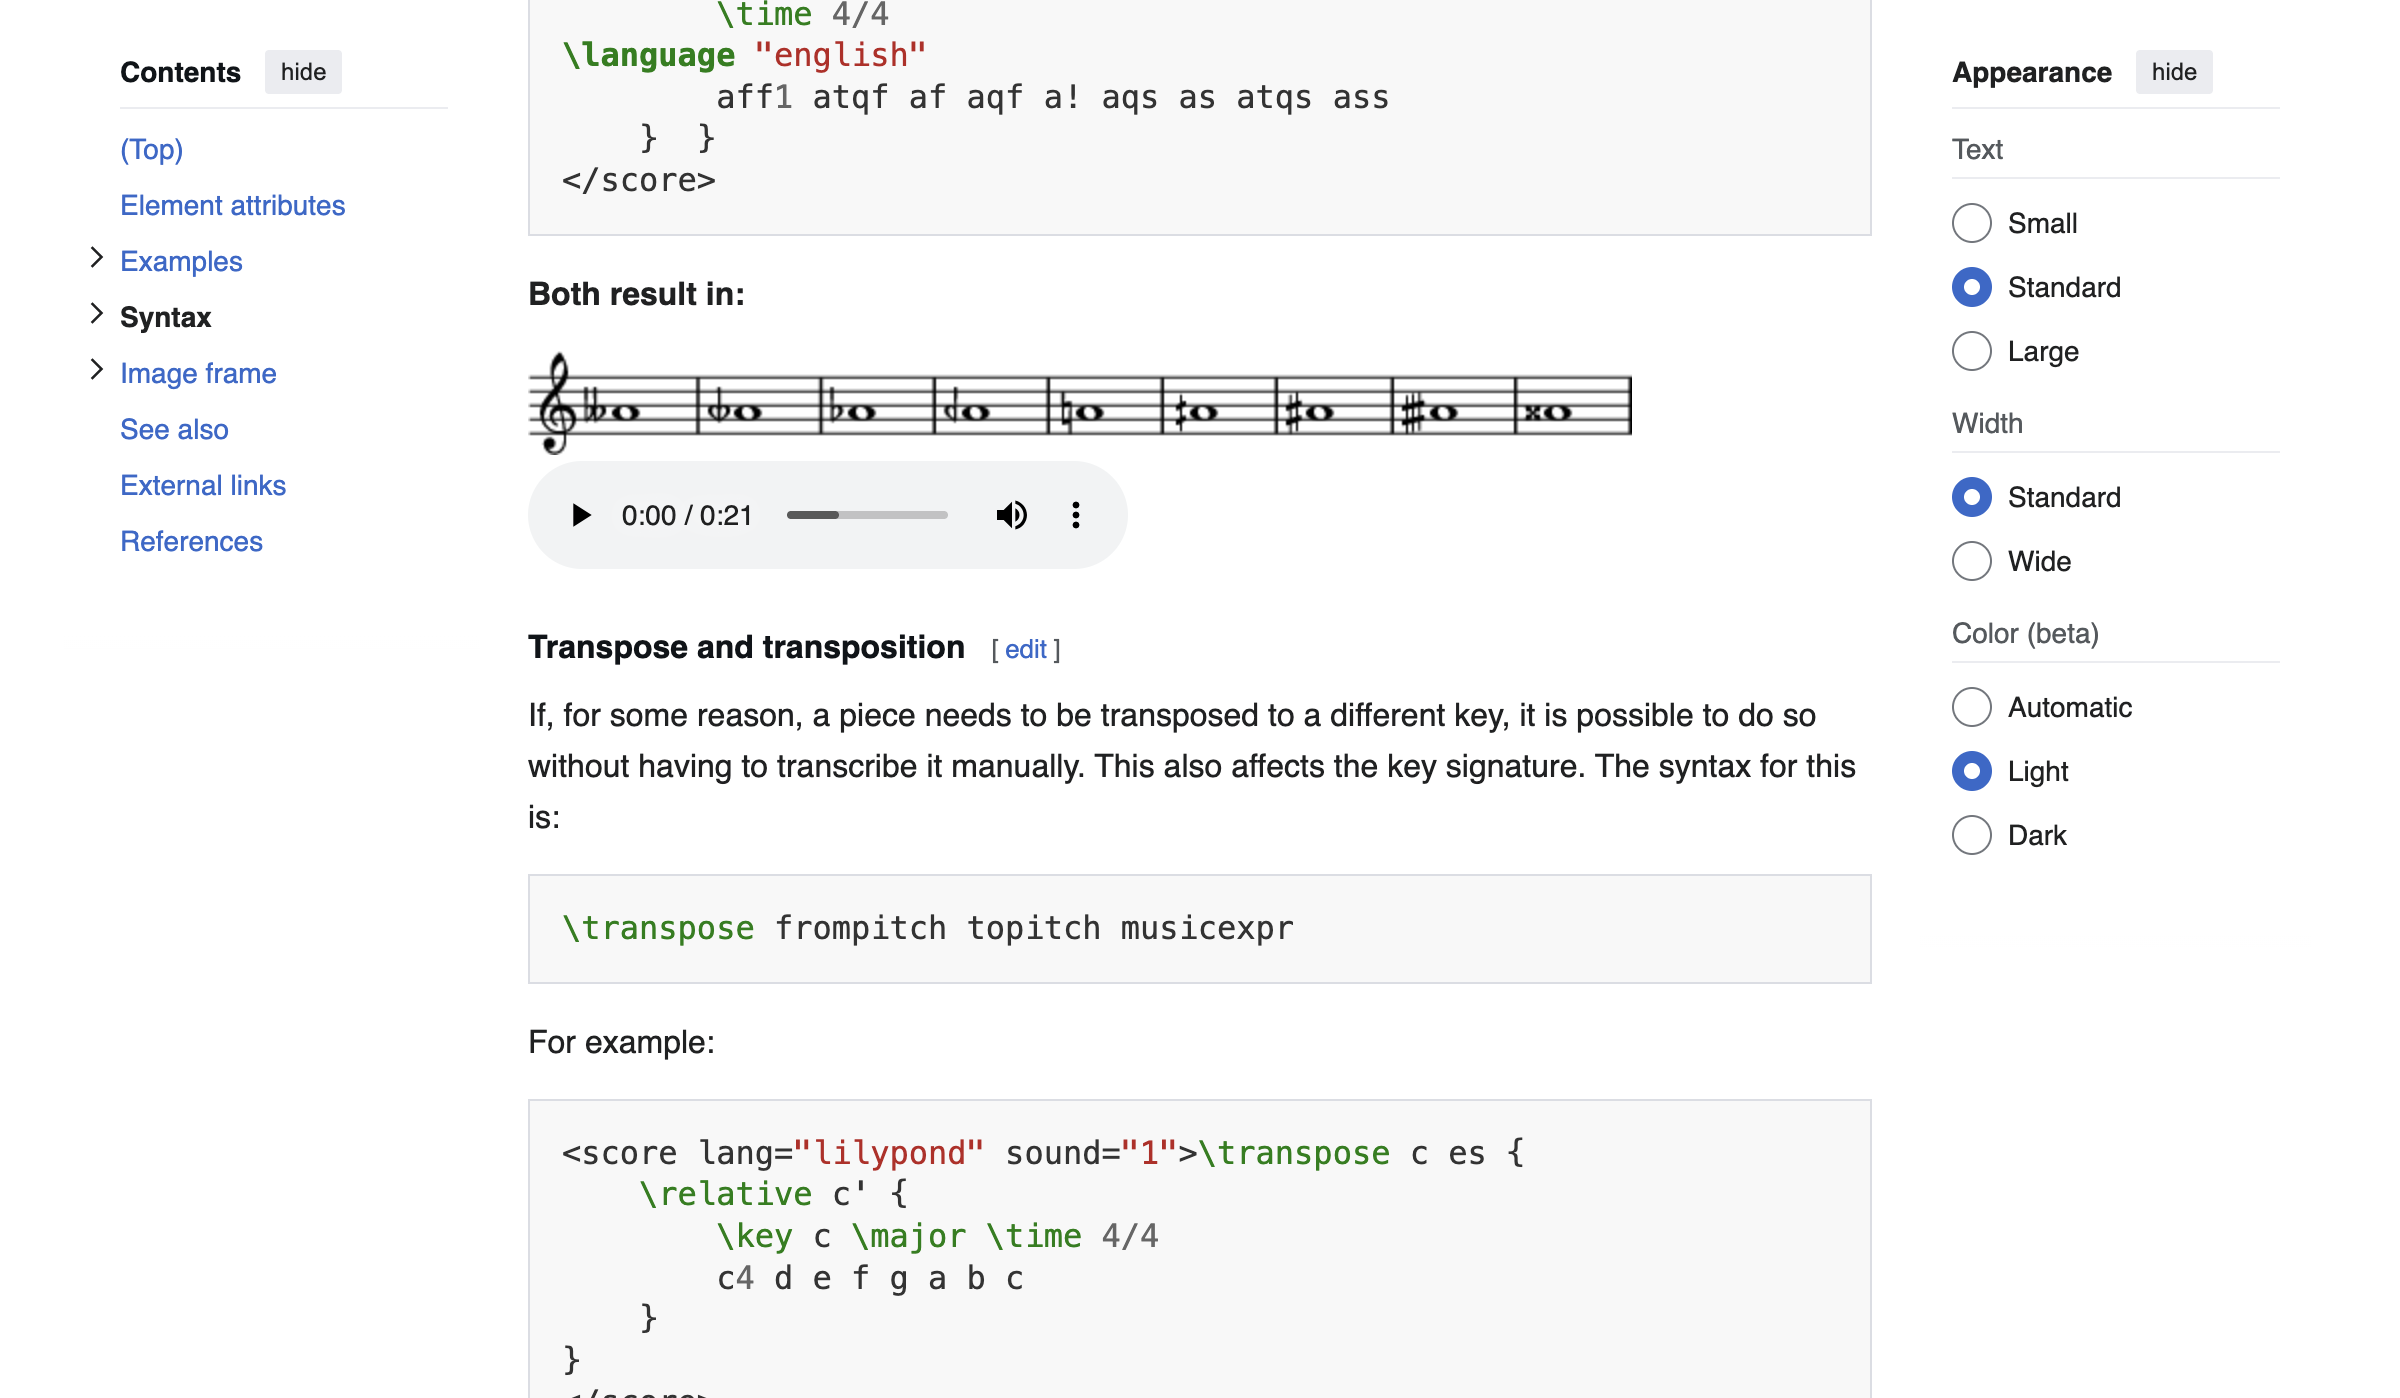 Contents hide
(Top)
Element attributes
Examples
Syntax
Image frame
See also
External links
References
\time 4/4
\language "english"
aff1 atqf af aqf a! aqs as atqs ass
} }
</score>
Both result in:
0:00 / 0:21
Transpose and transposition [ edit ]
If, for some reason, a piece needs to be transposed to a different key, it is possible to do so
without having to transcribe it manually. This also affects the key signature. The syntax for this
is:
\transpose frompitch topitch musicexpr
For example:
<score lang="lilypond" sound="1">\transpose c es {
\relative c' {
\key c \major \time 4/4
c4 d e f g a b c
}
}
</score>
Appearance hide
Text
Small
Standard
Large
Width
Standard
Wide
Color (beta)
Automatic
Light
Dark